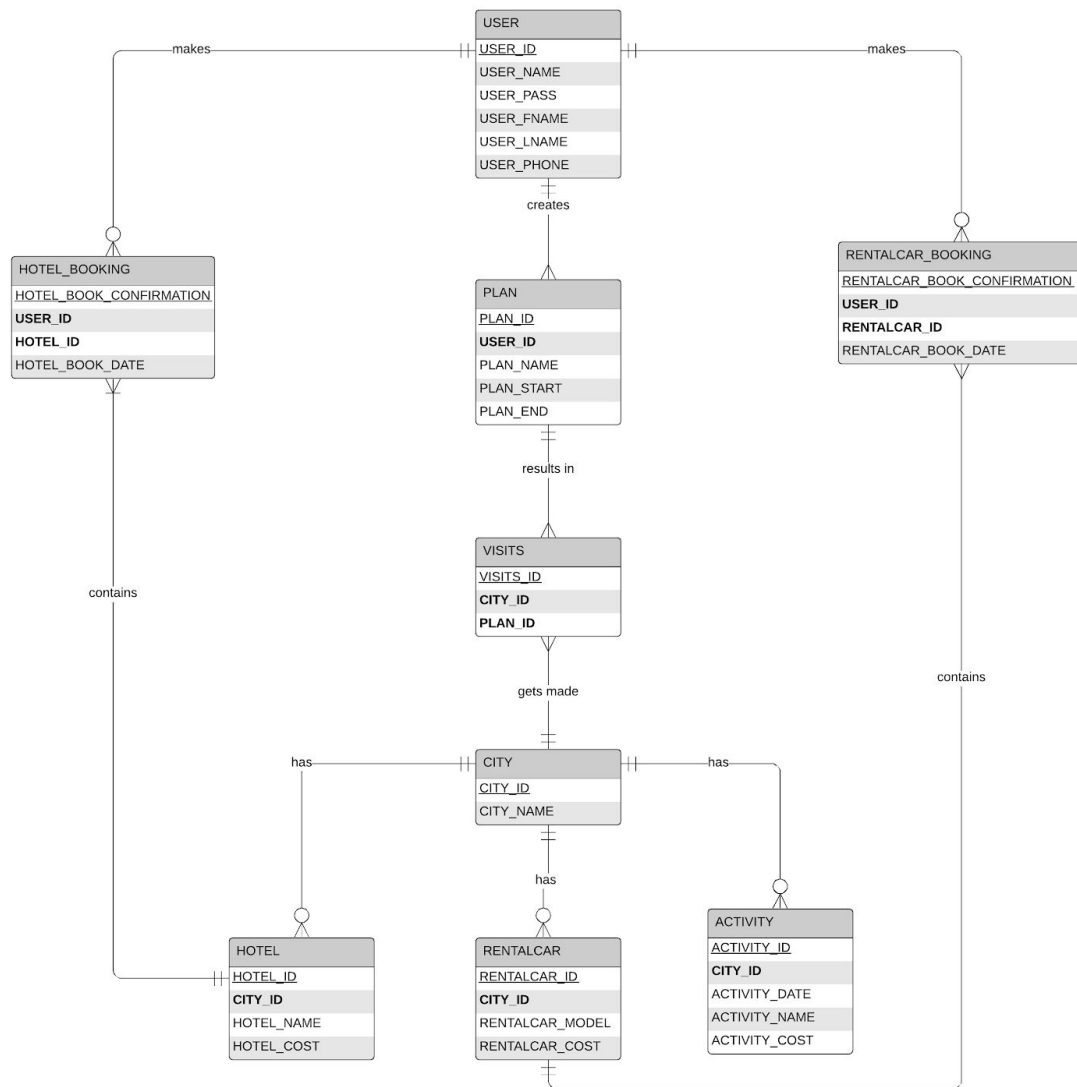 USER
USER_ID
USER_NAME
USER_PASS
USER_FNAME
USER_LNAME
USER_PHONE
makes
makes
creates
HOTEL_BOOKING
HOTEL_BOOK_CONFIRMATION
USER_ID
HOTEL_ID
HOTEL_BOOK_DATE
PLAN
PLAN_ID
USER_ID
PLAN_NAME
PLAN_START
PLAN_END
RENTALCAR_BOOKING
RENTALCAR_BOOK_CONFIRMATION
USER_ID
RENTALCAR_ID
RENTALCAR_BOOK_DATE
results in
VISITS
VISITS_ID
CITY_ID
PLAN_ID
contains
contains
gets made
CITY
CITY_ID
CITY_NAME
has
has
has
HOTEL
HOTEL_ID
CITY_ID
HOTEL_NAME
HOTEL_COST
RENTALCAR
RENTALCAR_ID
CITY_ID
RENTALCAR_MODEL
RENTALCAR_COST
ACTIVITY
ACTIVITY_ID
CITY_ID
ACTIVITY_DATE
ACTIVITY_NAME
ACTIVITY_COST